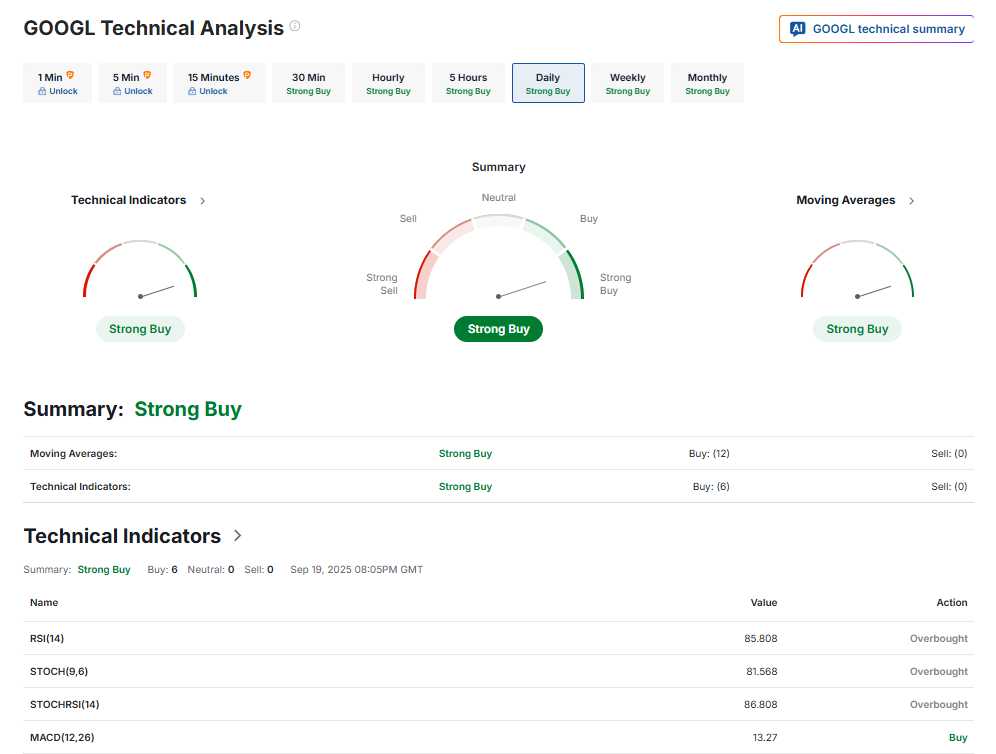 GOOGL Technical Analysis
AI GOOGL technical summary
1 Min 5 Min 15 Minutes 30 Min Hourly 5 Hours Daily Weekly Monthly
Unlock Unlock Unlock Strong Buy Strong Buy Strong Buy Strong Buy Strong Buy Strong Buy
Summary
Technical Indicators
Neutral
Moving Averages
Sell
Buy
Strong Sell
Strong Buy
Strong Buy
Strong Buy
Strong Buy
Summary: Strong Buy
Moving Averages: Strong Buy Buy: (12) Sell: (0)
Technical Indicators: Strong Buy Buy: (6) Sell: (0)
Technical Indicators
Summary: Strong Buy Buy: 6 Neutral: 0 Sell: 0 Sep 19, 2025 08:05PM GMT
Name Value Action
RSI(14) 85.808 Overbought
STOCH(9,6) 81.568 Overbought
STOCHRSI(14) 86.808 Overbought
MACD(12,26) 13.27 Buy